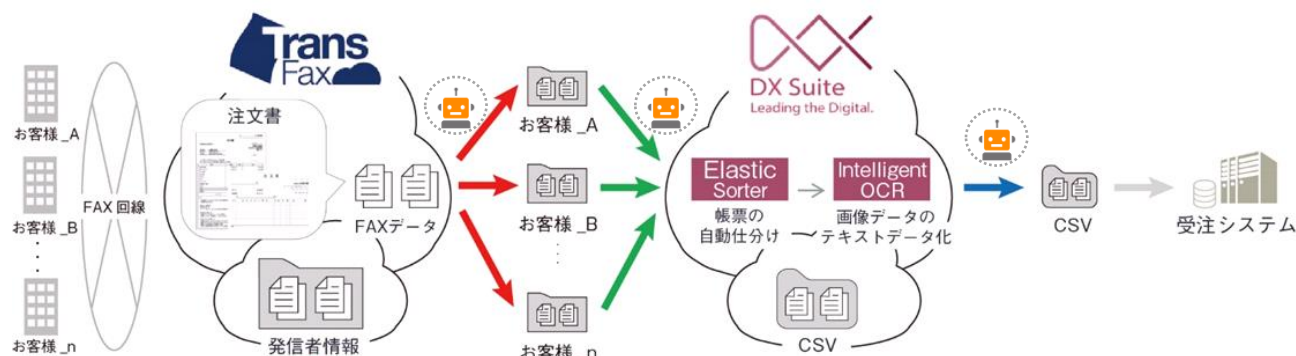 お客様_A
お客様_B
お客様_n
FAX回線
Trans
Fax
注文書
FAXデータ
発信者情報
お客様_A
お客様_B
お客様_n
DX Suite
Leading the Digital.
Elastic
Sorter
帳票の
自動仕分け
Intelligent
OCR
画像データの
テキストデータ化
CSV
CSV
受注システム